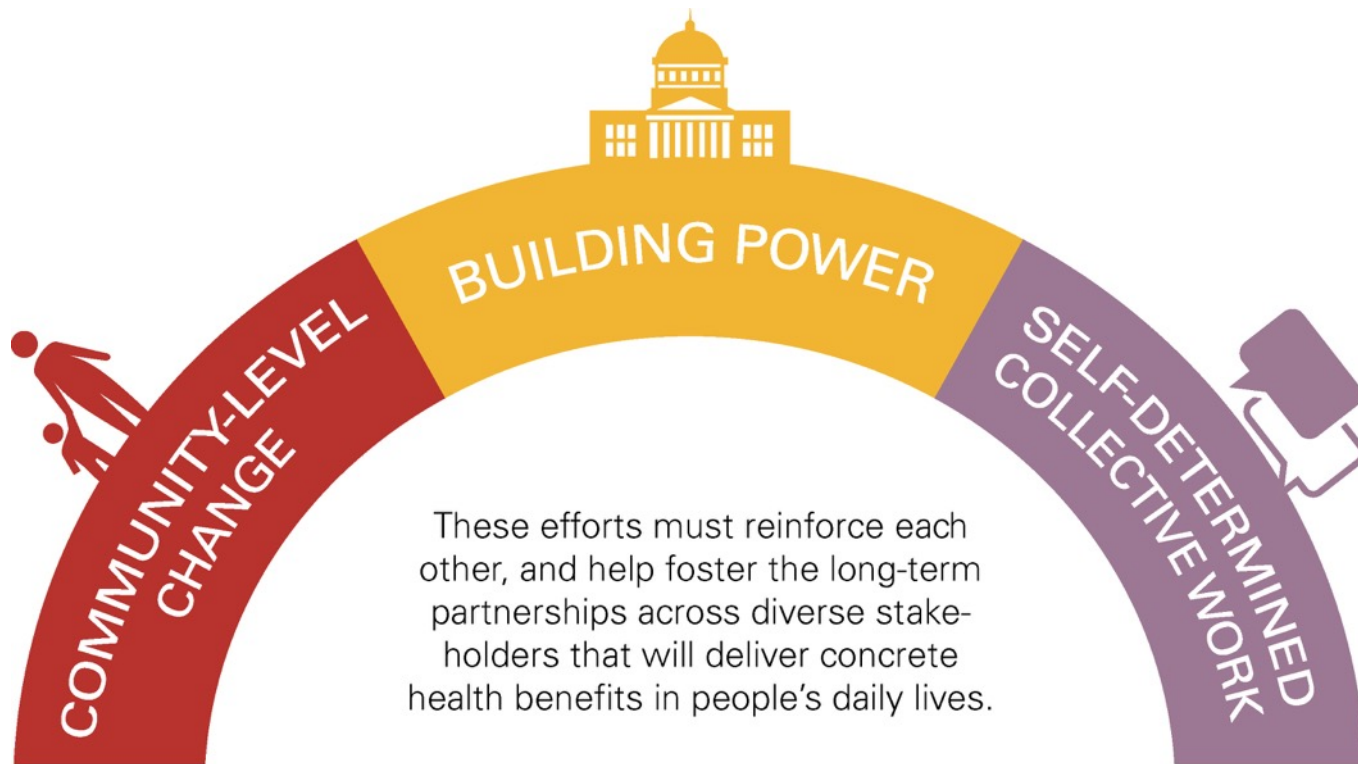 BUILDING POWER
COMMUNITY-LEVEL
CHANGE
SELF-DETERMINED
COLLECTIVE WORK
These efforts must reinforce each
other, and help foster the long-term
partnerships across diverse stake-
holders that will deliver concrete
health benefits in people’s daily lives.